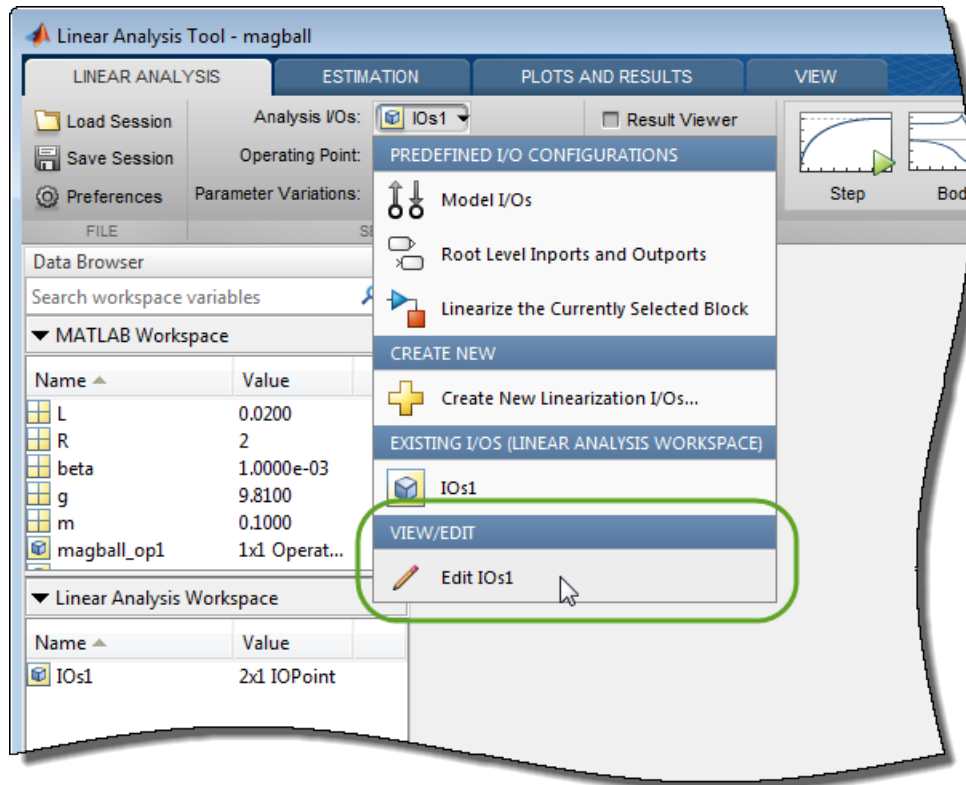 Linear Analysis Tool - magball
LINEAR ANALYSIS ESTIMATION PLOTS AND RESULTS VIEW
Load Session
Save Session
Preferences
FILE
Analysis I/Os: IOs1
Operating Point:
Parameter Variations:
Result Viewer
Step
PREDEFINED I/O CONFIGURATIONS
Model I/Os
Root Level Inports and Outports
Linearize the Currently Selected Block
CREATE NEW
Create New Linearization I/Os...
EXISTING I/OS (LINEAR ANALYSIS WORKSPACE)
IOs1
VIEW/EDIT
Edit IOs1
Data Browser
Search workspace variables
MATLAB Workspace
Name Value
L 0.0200
R 2
beta 1.0000e-03
g 9.8100
m 0.1000
magball_op1 1x1 Operat...
Linear Analysis Workspace
Name Value
IOs1 2x1 IOPoint